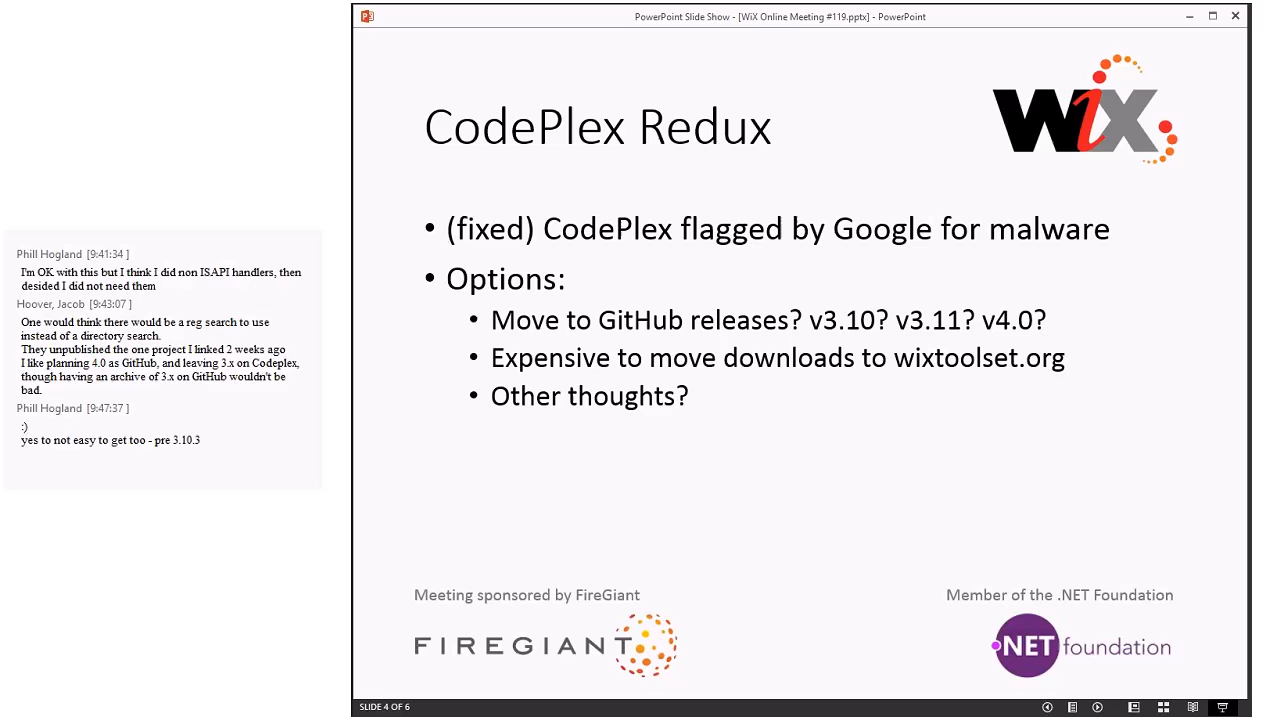 PowerPoint Slide Show - [WiX Online Meeting #119.pptx] - PowerPoint
CodePlex Redux
WiX
• (fixed) CodePlex flagged by Google for malware
• Options:
• Move to GitHub releases? v3.10? v3.11? v4.0?
• Expensive to move downloads to wixtoolset.org
• Other thoughts?
Phill Hogland [9:41:34 ]
I'm OK with this but I think I did non ISAPI handlers, then
desided I did not need them
Hoover, Jacob [9:43:07 ]
One would think there would be a reg search to use
instead of a directory search.
They unpublished the one project I linked 2 weeks ago
I like planning 4.0 as GitHub, and leaving 3.x on Codeplex,
though having an archive of 3.x on GitHub wouldn't be
bad.
Phill Hogland [9:47:37 ]
:)
yes to not easy to get too - pre 3.10.3
Meeting sponsored by FireGiant
FIREGIANT
Member of the .NET Foundation
.NET foundation
SLIDE 4 OF 6